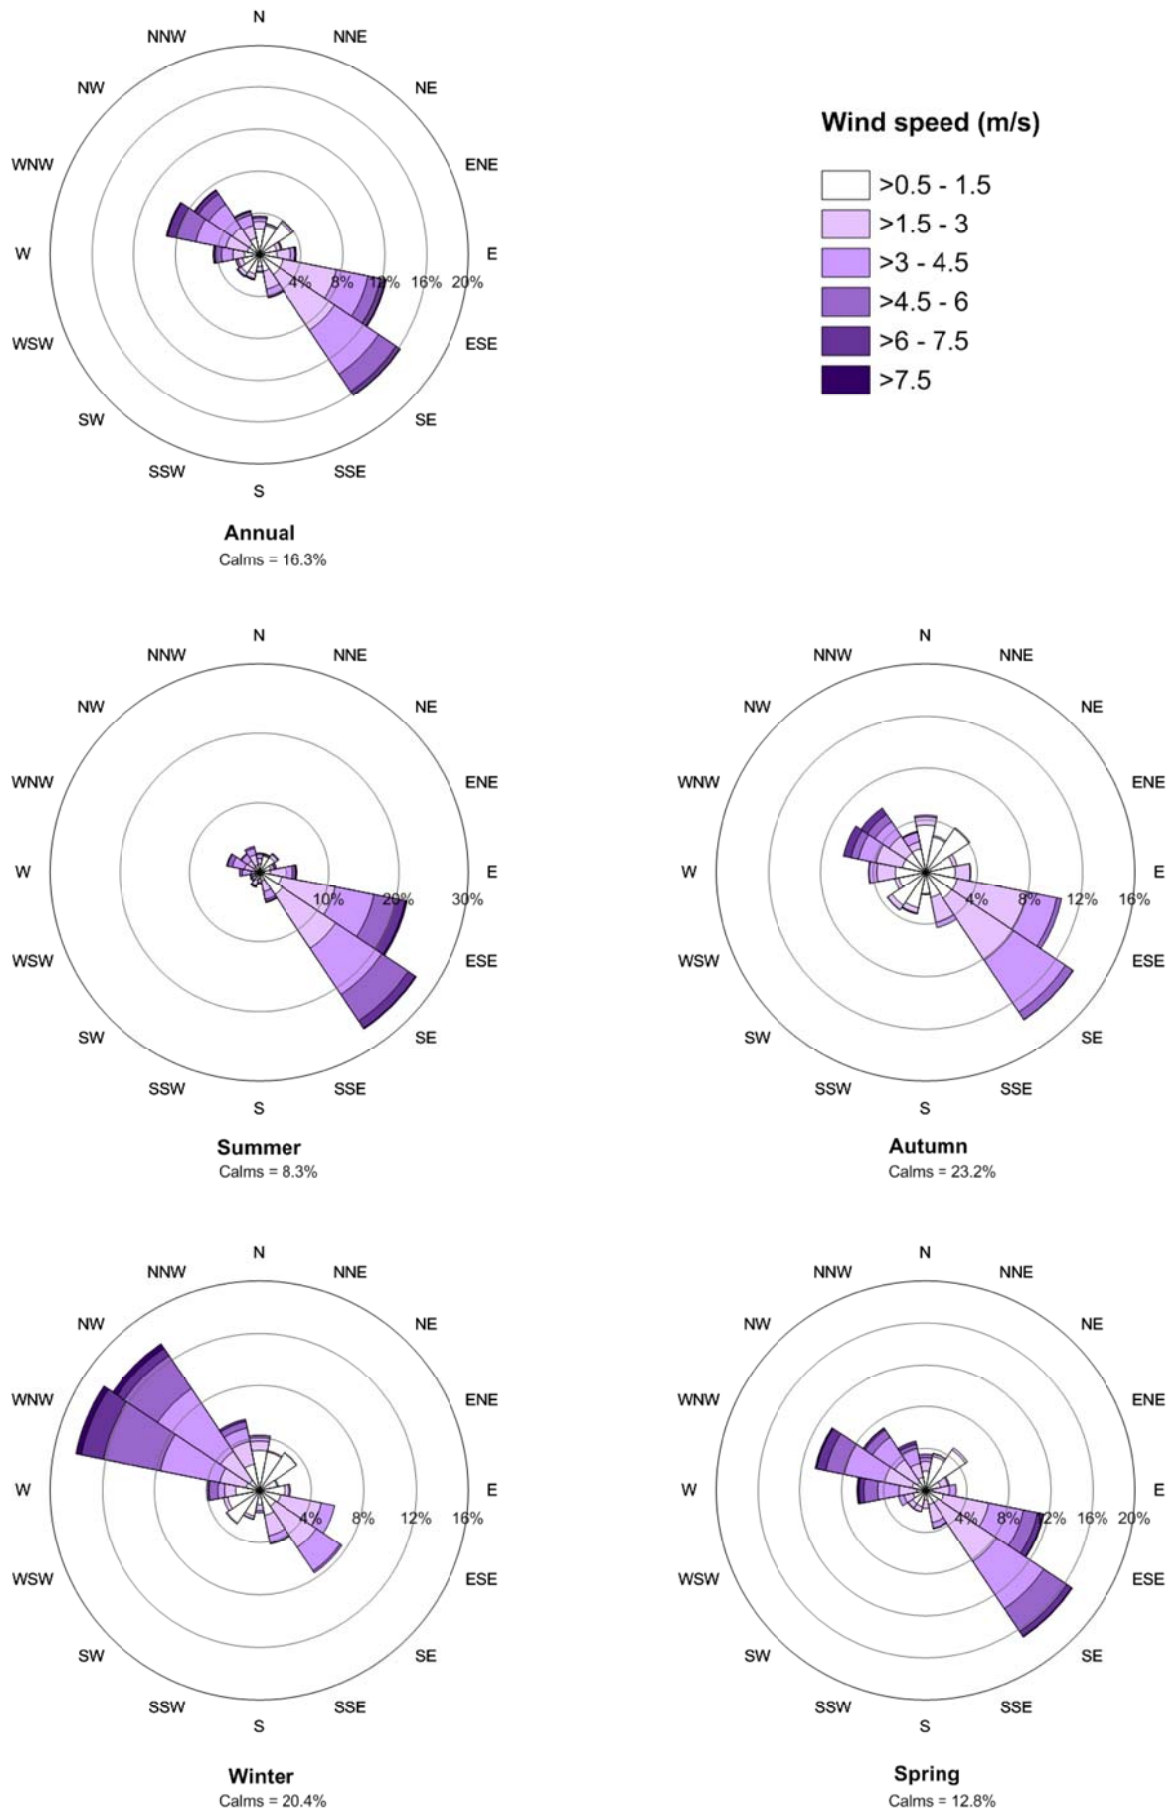 N
NNW NNE
NW NE
WNW ENE
W E
4% 8% 12% 16% 20%
WSW ESE
SW SE
SSW SSE
S
Annual
Calms = 16.3%
Wind speed (m/s)
>0.5 - 1.5
>1.5 - 3
>3 - 4.5
>4.5 - 6
>6 - 7.5
>7.5
N
NNW NNE
NW NE
WNW ENE
W E
10% 20% 30%
WSW ESE
SW SE
SSW SSE
S
Summer
Calms = 8.3%
N
NNW NNE
NW NE
WNW ENE
W E
4% 8% 12% 16%
WSW ESE
SW SE
SSW SSE
S
Autumn
Calms = 23.2%
N
NNW NNE
NW NE
WNW ENE
W E
4% 8% 12% 16%
WSW ESE
SW SE
SSW SSE
S
Winter
Calms = 20.4%
N
NNW NNE
NW NE
WNW ENE
W E
4% 8% 12% 16% 20%
WSW ESE
SW SE
SSW SSE
S
Spring
Calms = 12.8%